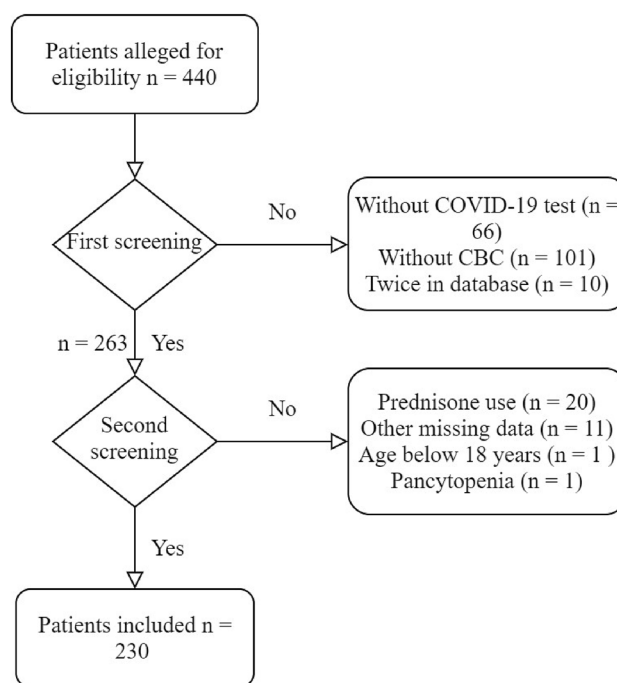 Patients alleged for
eligibility n = 440
First screening
No
Without COVID-19 test (n =
66)
Without CBC (n = 101)
Twice in database (n = 10)
n = 263
Yes
Second
screening
No
Prednisone use (n = 20)
Other missing data (n = 11)
Age below 18 years (n = 1 )
Pancytopenia (n = 1)
Yes
Patients included n =
230